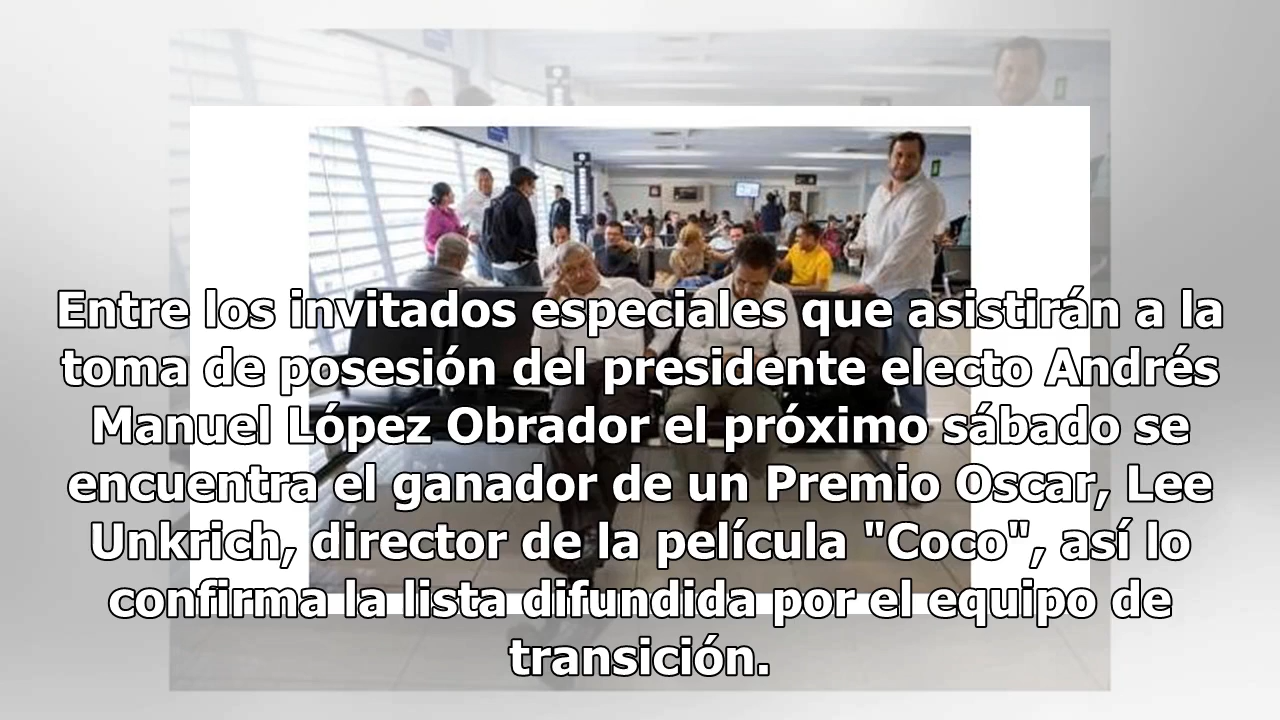 Entre los invitados especiales que asistirán a la
toma de posesión del presidente electo Andrés
Manuel López Obrador el próximo sábado se
encuentra el ganador de un Premio Oscar, Lee
Unkrich, director de la película "Coco", así lo
confirma la lista difundida por el equipo de
transición.